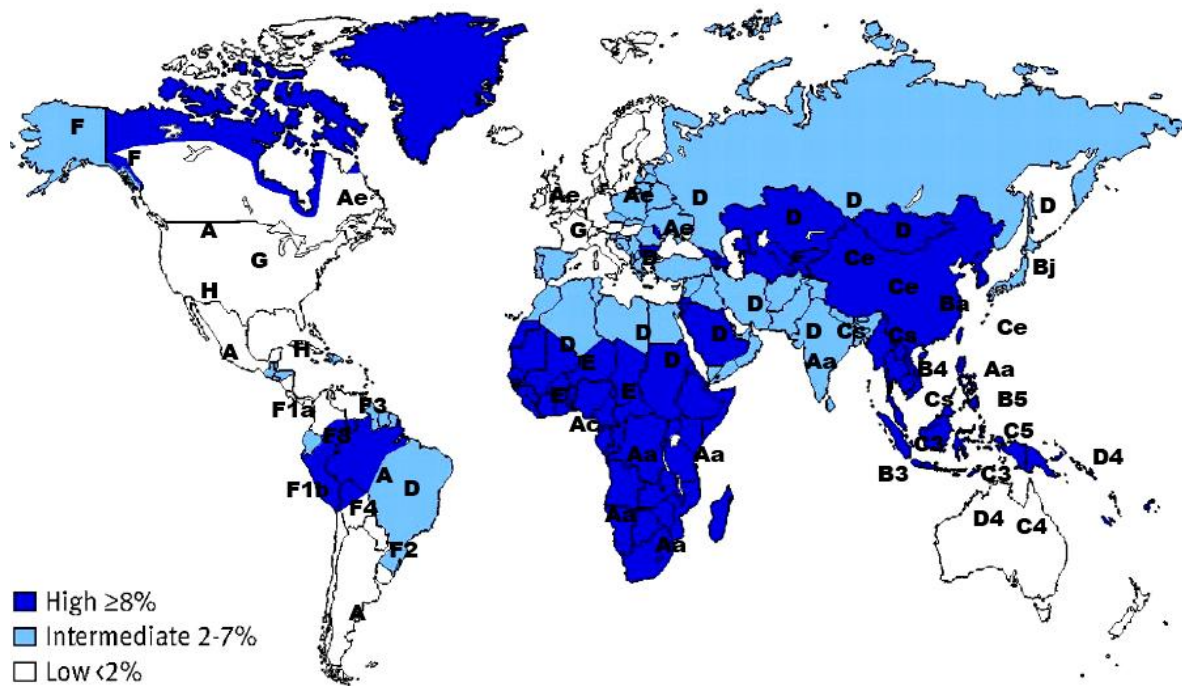 F
F
Ae
A
G
H
A
H
F1a
F3
F3
F1b
A
D
F4
F2
A
Ae
Ae
D
D
D
D
G
Ae
D
Ce
Ce
Ba
Bj
Ce
D
D
D
D
D
D
Cs
Aa
Cs
B4
Aa
Cs
B5
E
E
E
Ac
Aa
Aa
Aa
Aa
C3
C5
B3
C3
D4
D4
C4
High ≥8%
Intermediate 2-7%
Low <2%